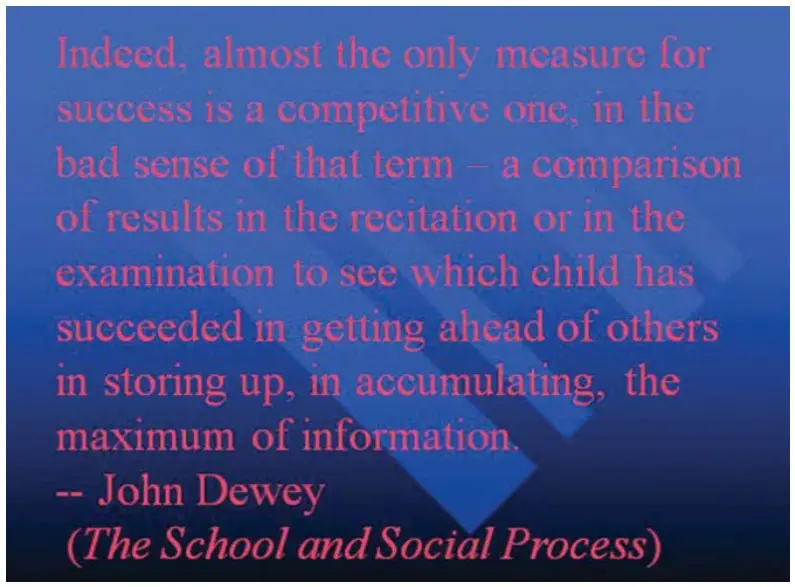 Indeed, almost the only measure for
success is a competitive one, in the
bad sense of that term – a comparison
of results in the recitation or in the
examination to see which child has
succeeded in getting ahead of others
in storing up, in accumulating, the
maximum of information.
-- John Dewey
(The School and Social Process)